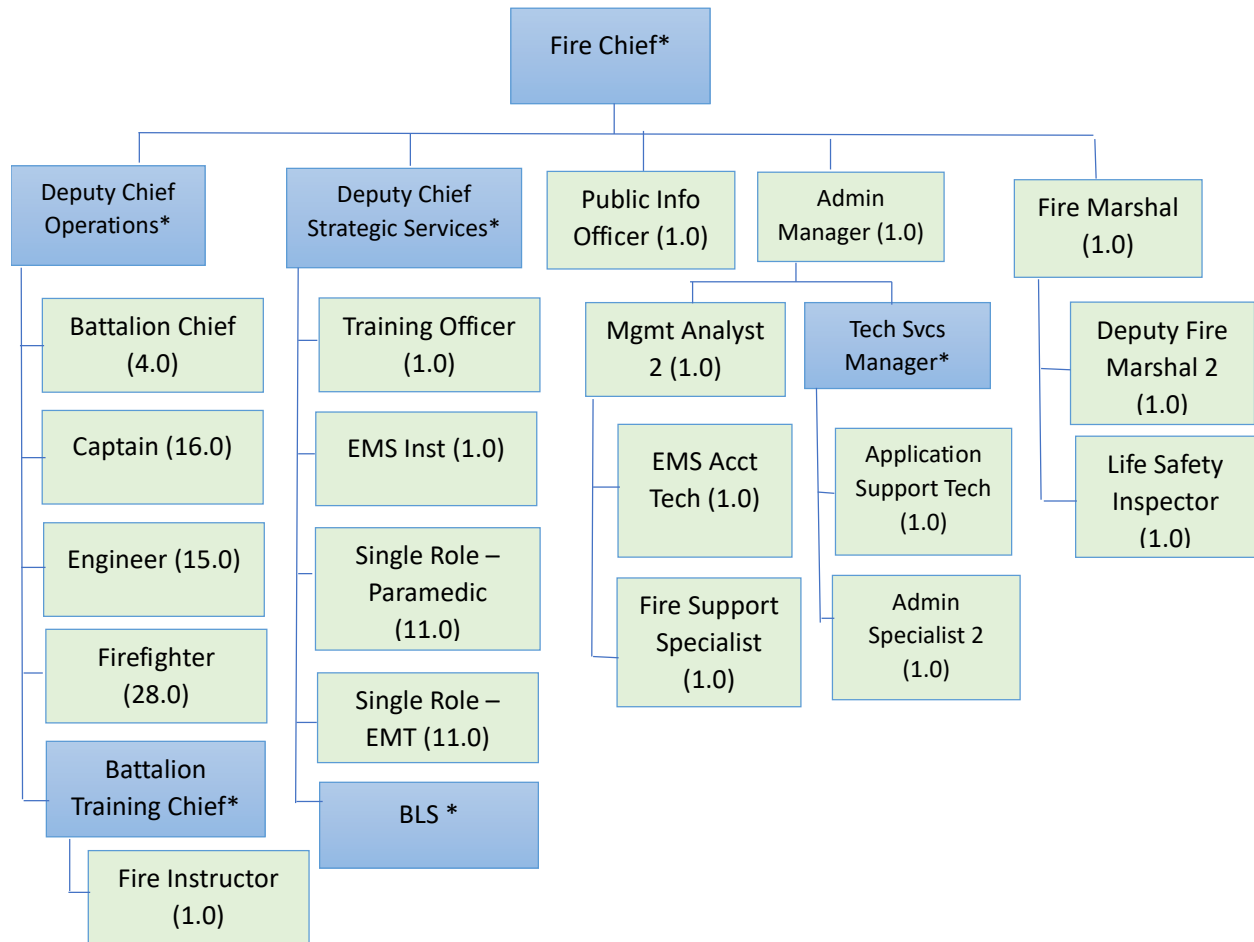 Fire Chief*
Deputy Chief
Operations*
Deputy Chief
Strategic Services*
Public Info
Officer (1.0)
Admin
Manager (1.0)
Fire Marshal
(1.0)
Battalion Chief
(4.0)
Captain (16.0)
Engineer (15.0)
Firefighter
(28.0)
Battalion
Training Chief*
Fire Instructor
(1.0)
Training Officer
(1.0)
EMS Inst (1.0)
Single Role –
Paramedic
(11.0)
Single Role –
EMT (11.0)
BLS *
Mgmt Analyst
2 (1.0)
EMS Acct
Tech (1.0)
Fire Support
Specialist
(1.0)
Tech Svcs
Manager*
Application
Support Tech
(1.0)
Admin
Specialist 2
(1.0)
Deputy Fire
Marshal 2
(1.0)
Life Safety
Inspector
(1.0)